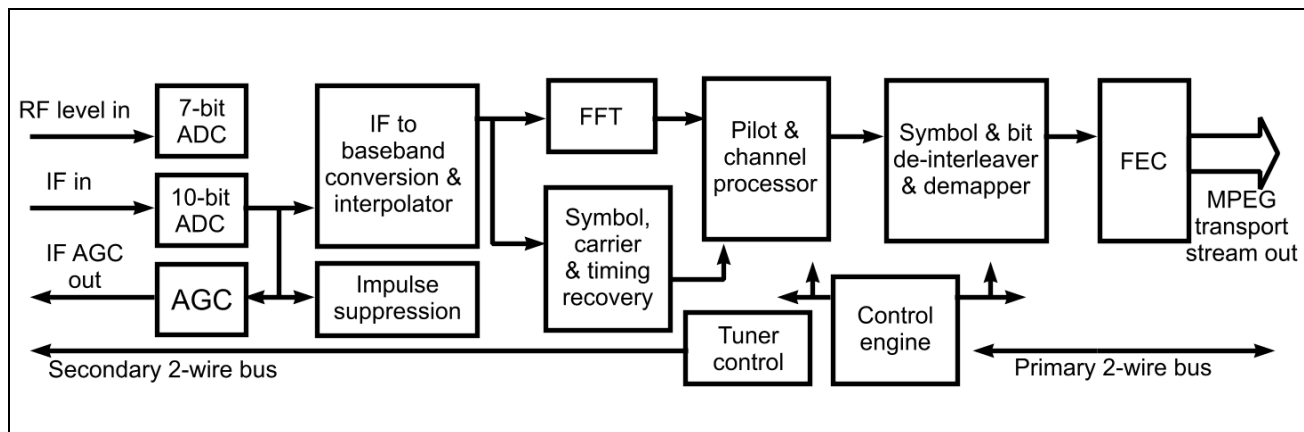 RF level in
7-bit
ADC
IF in
10-bit
ADC
IF AGC
out
AGC
IF to
baseband
conversion &
interpolator
Impulse
suppression
FFT
Symbol,
carrier
& timing
recovery
Pilot &
channel
processor
Symbol & bit
de-interleaver
& demapper
FEC
MPEG
transport
stream out
Tuner
control
Control
engine
Secondary 2-wire bus
Primary 2-wire bus